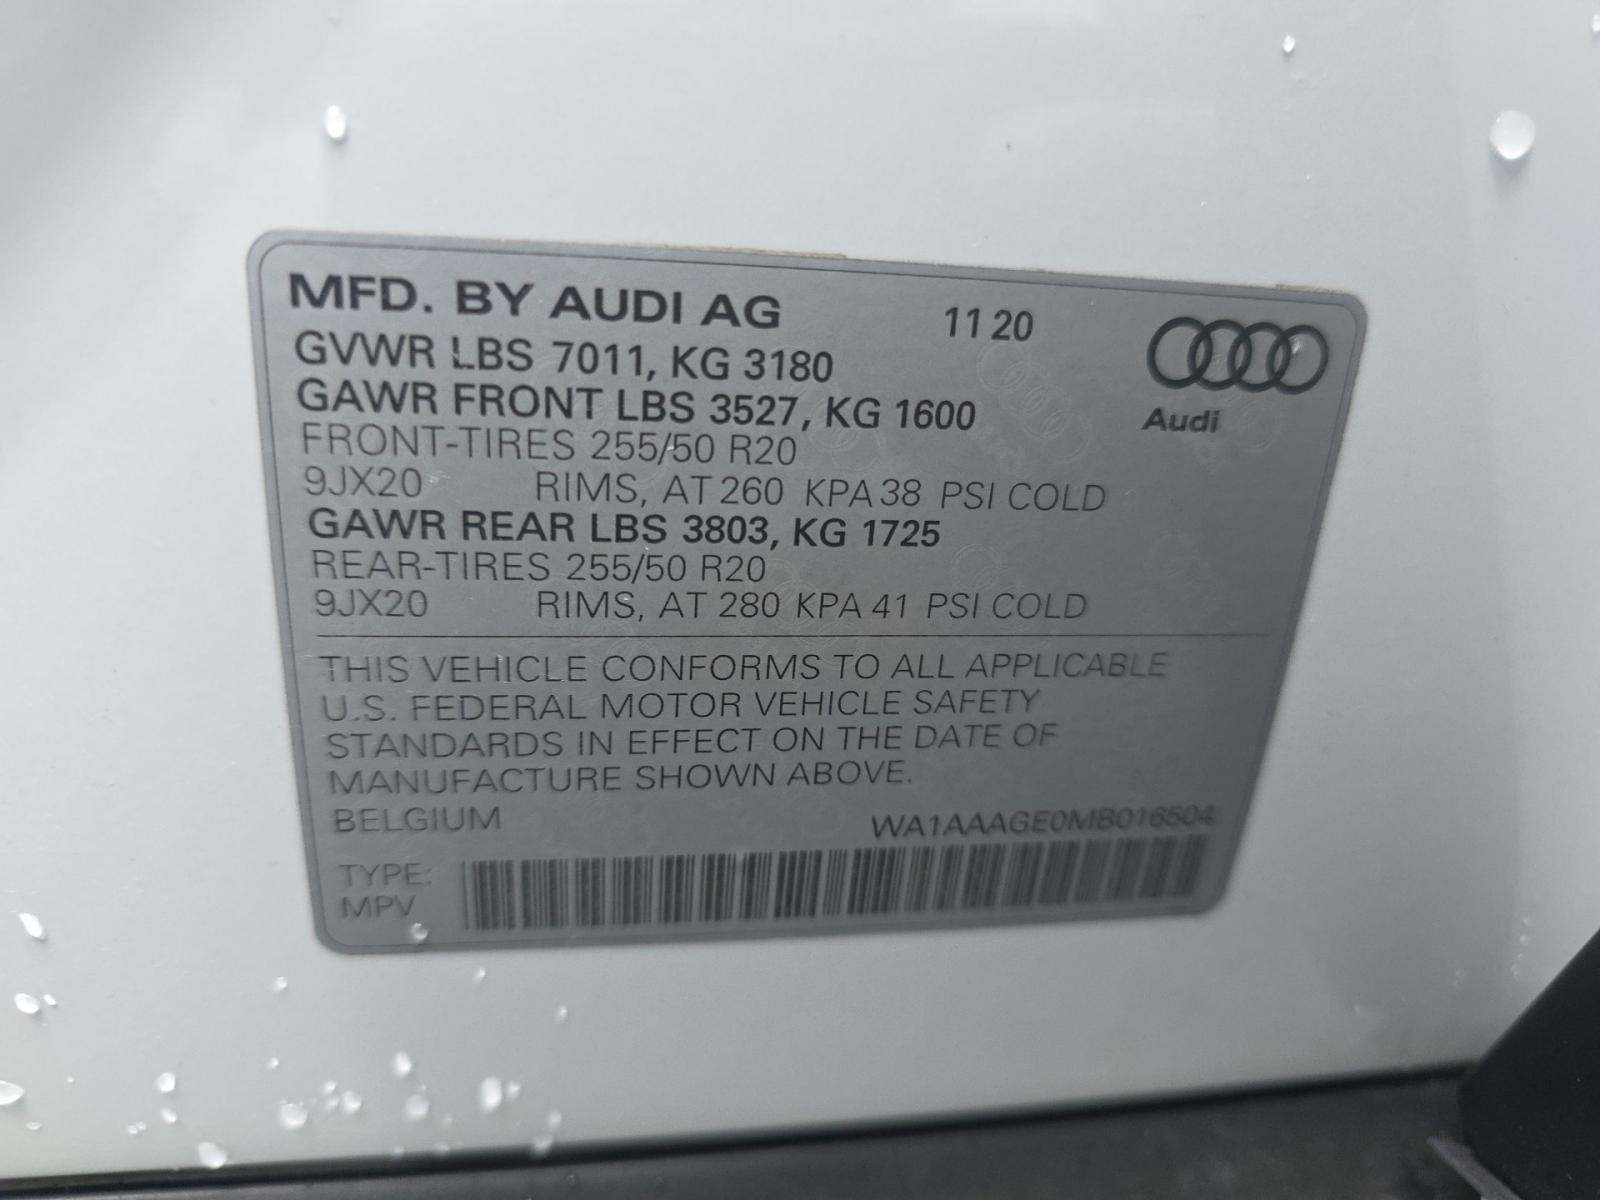 MFD. BY AUDI AG 11 20
GVWR LBS 7011, KG 3180
GAWR FRONT LBS 3527, KG 1600
Audi
FRONT-TIRES 255/50 R20
9JX20 RIMS, AT 260 KPA 38 PSI COLD
GAWR REAR LBS 3803, KG 1725
REAR-TIRES 255/50 R20
9JX20 RIMS, AT 280 KPA 41 PSI COLD
THIS VEHICLE CONFORMS TO ALL APPLICABLE
U.S. FEDERAL MOTOR VEHICLE SAFETY
STANDARDS IN EFFECT ON THE DATE OF
MANUFACTURE SHOWN ABOVE.
BELGIUM WA1AAAGE0MB016504
TYPE:
MPV